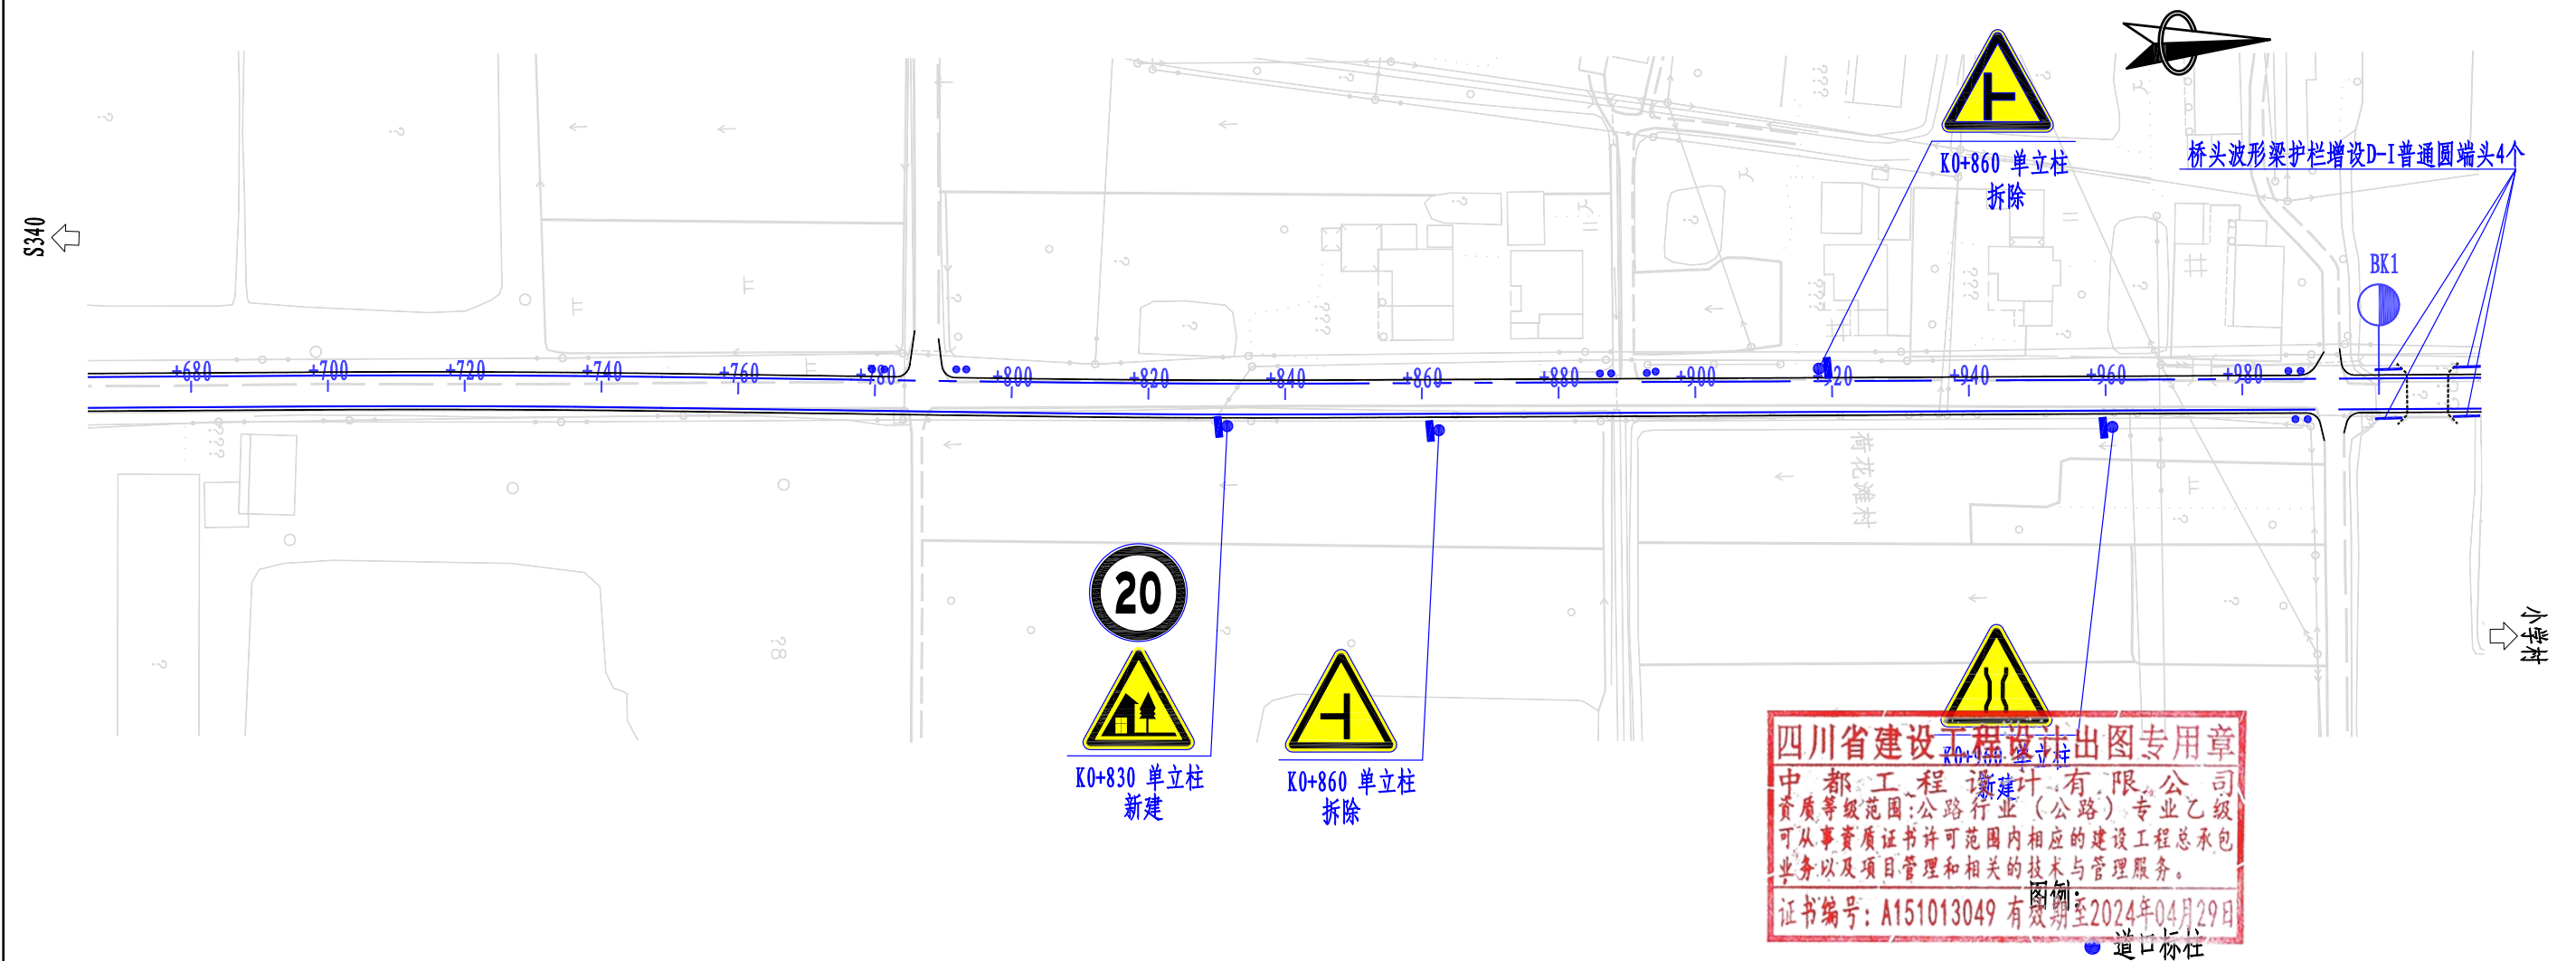 K0+860 单立柱
拆除
桥头波形梁护栏增设D-I普通圆端头4个
S340
BK1
+680
+700
+720
+740
+760
+780
+800
+820
+840
+860
+880
+900
+920
+940
+960
+980
荷花滩村
20
小学村
K0+830 单立柱
新建
K0+860 单立柱
拆除
K0+960 单立柱
新建
四川省建设工程设计出图专用章
中都工程设计有限公司
资质等级范围:公路行业（公路）专业乙级
可从事资质证书许可范围内相应的建设工程总承包
业务以及项目管理和相关的技术与管理服务。
证书编号: A151013049 有效期至2024年04月29日
图例:
道口标柱